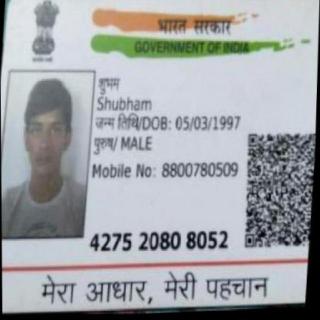 भारत सरकार
GOVERNMENT OF INDIA
शुभम
Shubham
जन्म तिथि/DOB: 05/03/1997
पुरुष/ MALE
Mobile No: 8800780509
4275 2080 8052
मेरा आधार, मेरी पहचान